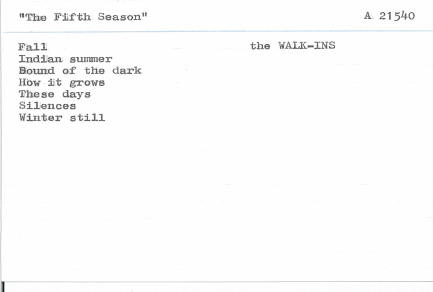 "The Fifth Season" A 21540
Fall the WALK-INS
Indian summer
Bound of the dark
How it grows
These days
Silences
Winter still